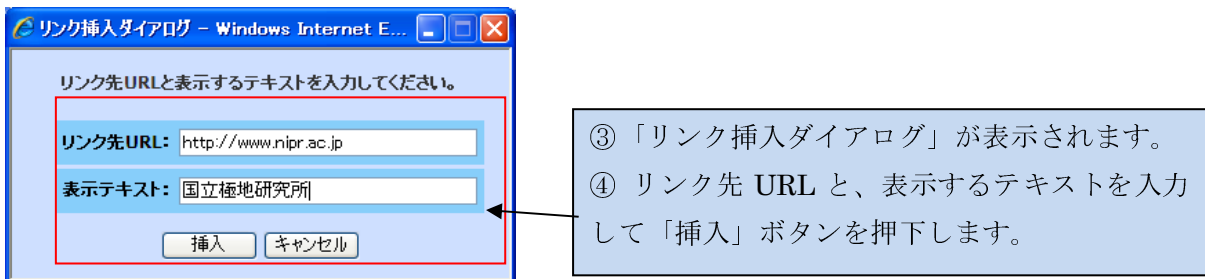 リンク挿入ダイアログ - Windows Internet E...
リンク先URLと表示するテキストを入力してください。
リンク先URL: http://www.nipr.ac.jp
表示テキスト: 国立極地研究所
挿入 キャンセル
③「リンク挿入ダイアログ」が表示されます。
④ リンク先 URL と、表示するテキストを入力
して「挿入」ボタンを押下します。